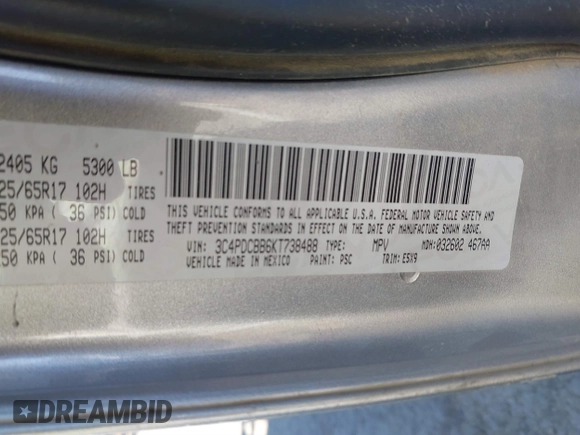 2405 KG 5300 LB
25/65R17 102H TIRES
50 KPA ( 36 PSI) COLD
25/65R17 102H TIRES
50 KPA ( 36 PSI) COLD
THIS VEHICLE CONFORMS TO ALL APPLICABLE U.S.A. FEDERAL MOTOR VEHICLE SAFETY AND
THEFT PREVENTION STANDARDS IN EFFECT ON THE DATE OF MANUFACTURE SHOWN ABOVE.
VIN: 3C4PDCBB6KT738488 TYPE: MPV MDH:032602 467AA
VEHICLE MADE IN MEXICO PAINT: PSC TRIM: E5X9
DREAMBID